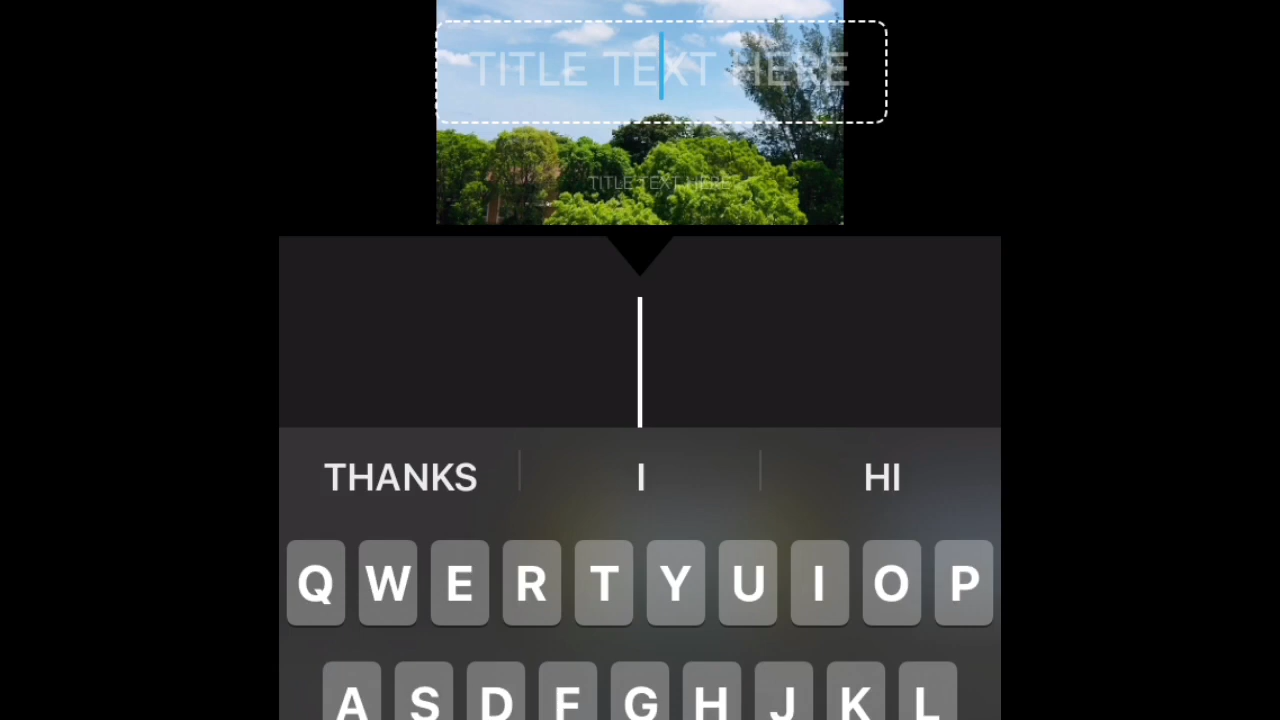 TITLE TEXT HERE
TITLE TEXT HERE
THANKS I HI
Q W E R T Y U I O P
A S D F G H J K L